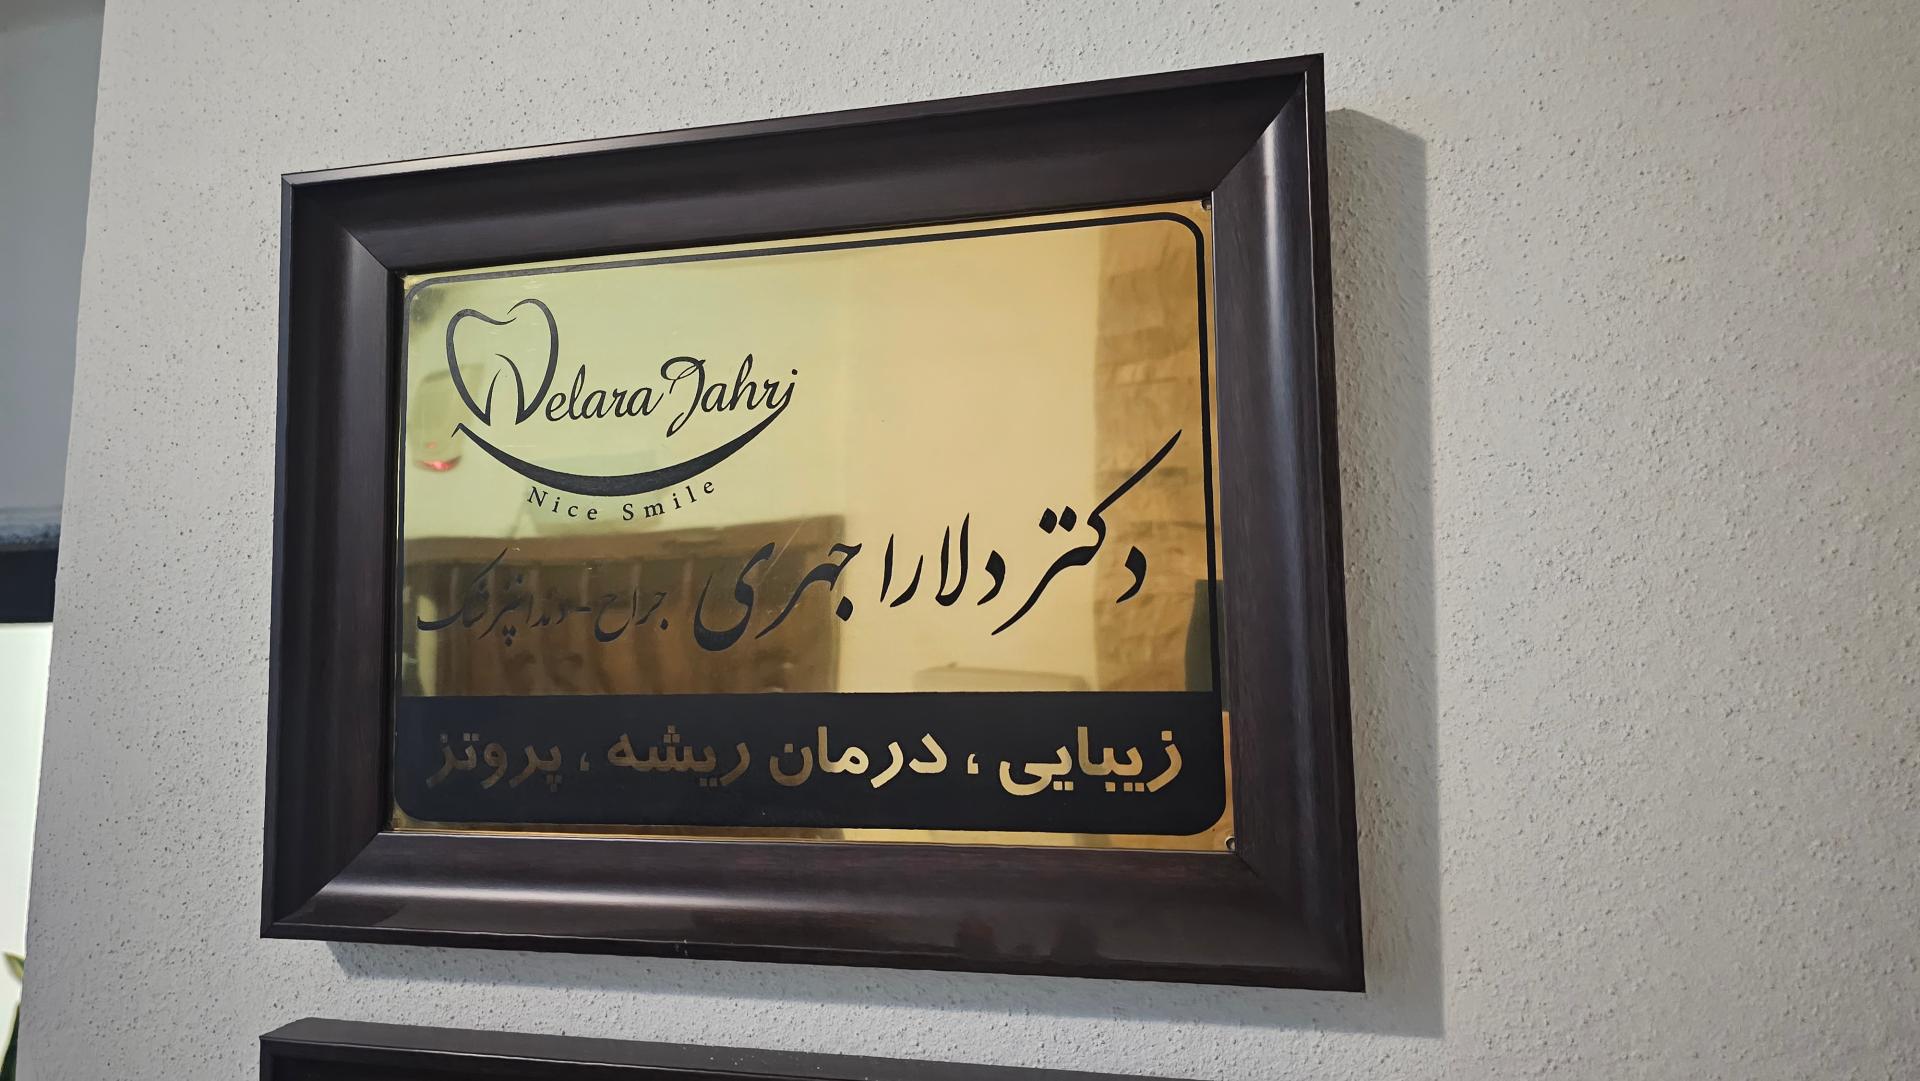 Delara Jahri
Nice Smile
دکتر دلارا جهری جراح-دندانپزشک
زیبایی ، درمان ریشه ، پروتز